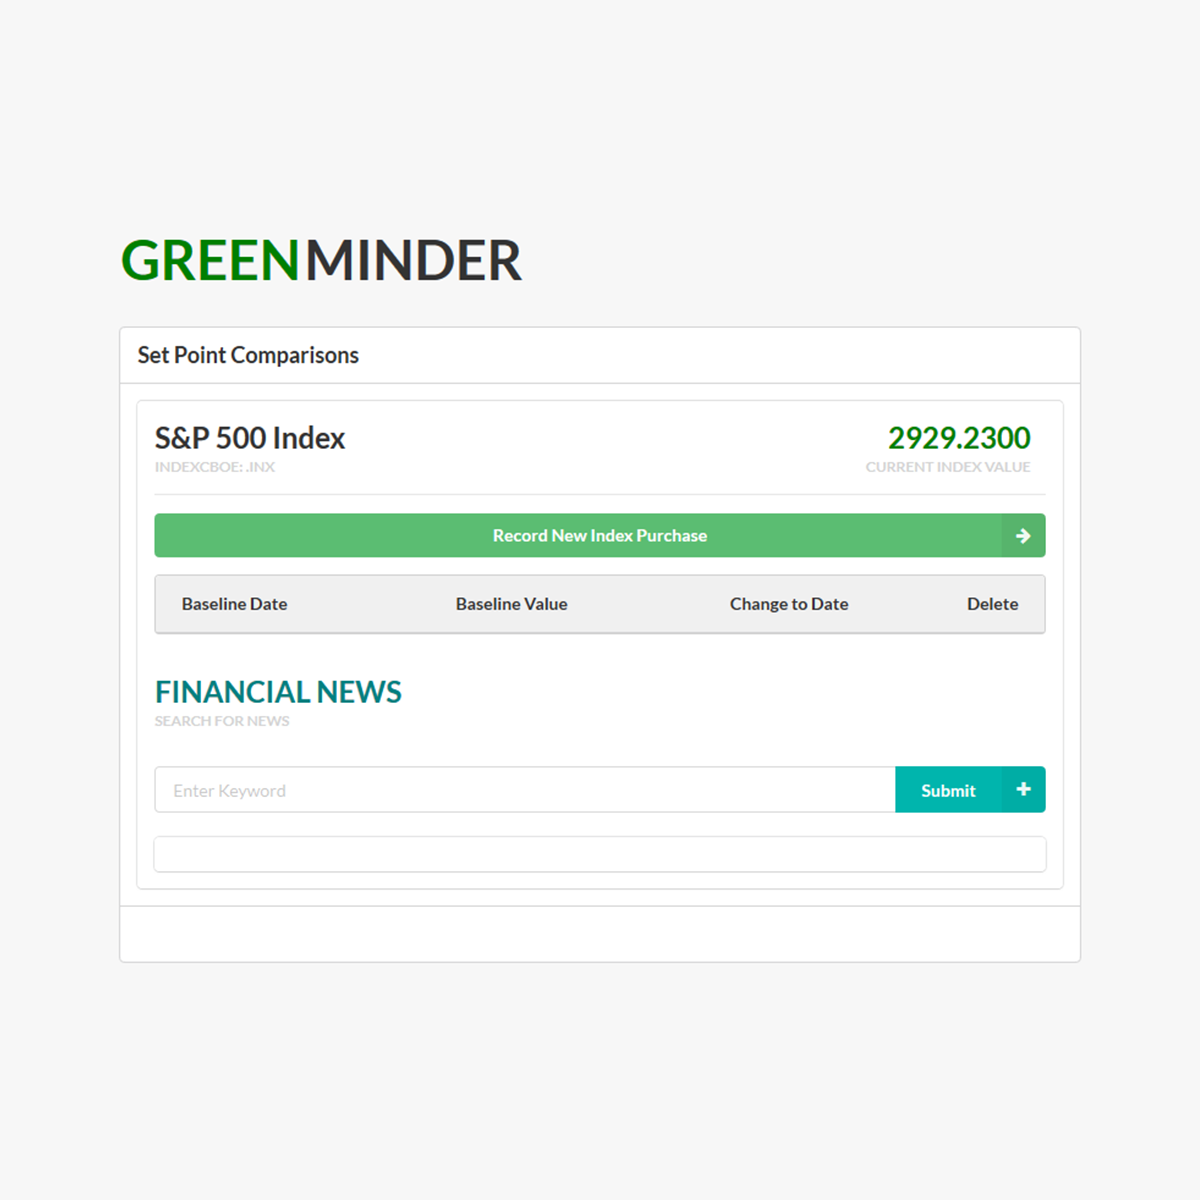 GREENMINDER
Set Point Comparisons
S&P 500 Index 2929.2300
INDEXCBOE: .INX CURRENT INDEX VALUE
Record New Index Purchase
Baseline Date Baseline Value Change to Date Delete
FINANCIAL NEWS
SEARCH FOR NEWS
Enter Keyword Submit